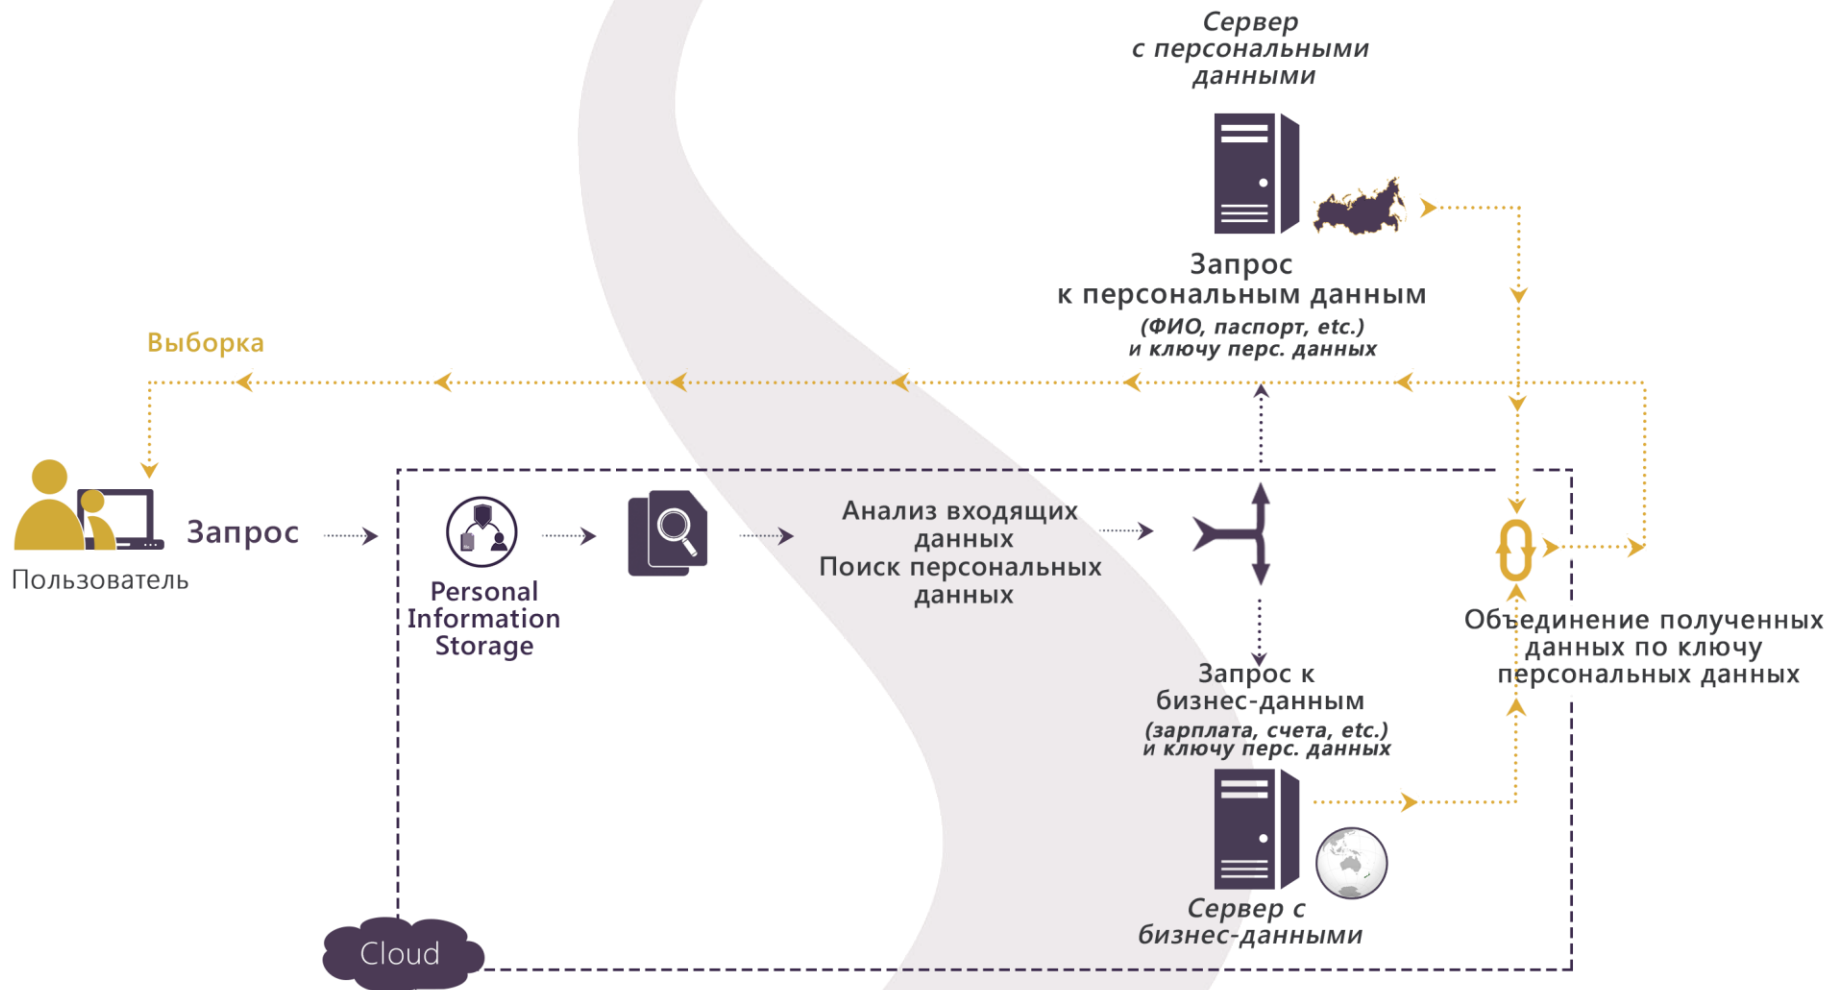 Сервер
с персональными
данными
Запрос
к персональным данным
(ФИО, паспорт, etc.)
и ключу перс. данных
Выборка
Пользователь
Запрос
Personal
Information
Storage
Анализ входящих
данных
Поиск персональных
данных
Объединение полученных
данных по ключу
персональных данных
Запрос к
бизнес-данным
(зарплата, счета, etc.)
и ключу перс. данных
Сервер с
бизнес-данными
Cloud